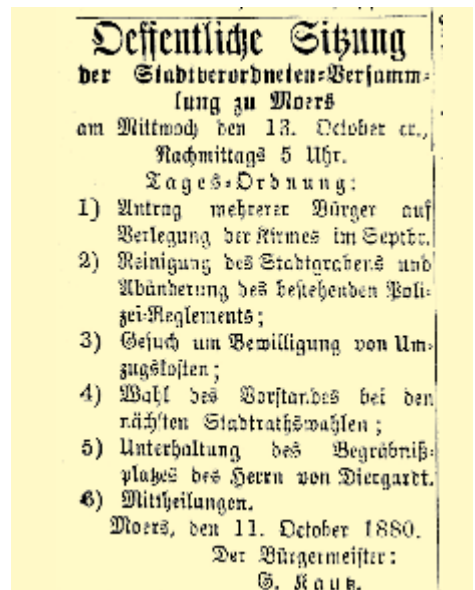 Oeffentliche Sitzung
der Stadtverordneten-Versamm-
lung zu Moers
am Mittwoch den 13. October cr.,
Nachmittags 5 Uhr.
Tages-Ordnung:
1) Antrag mehrerer Bürger auf
Verlegung der Kirmes im Septbr.
2) Reinigung des Stadtgrabens und
Abänderung des bestehenden Poli-
zei-Reglements;
3) Gesuch um Bewilligung von Um-
zugskosten;
4) Wahl des Vorstandes bei den
nächsten Stadtrathswahlen;
5) Unterhaltung des Begräbniß-
platzes des Herrn von Diergardt.
6) Mittheilungen.
Moers, den 11. October 1880.
Der Bürgermeister:
G. Kautz.